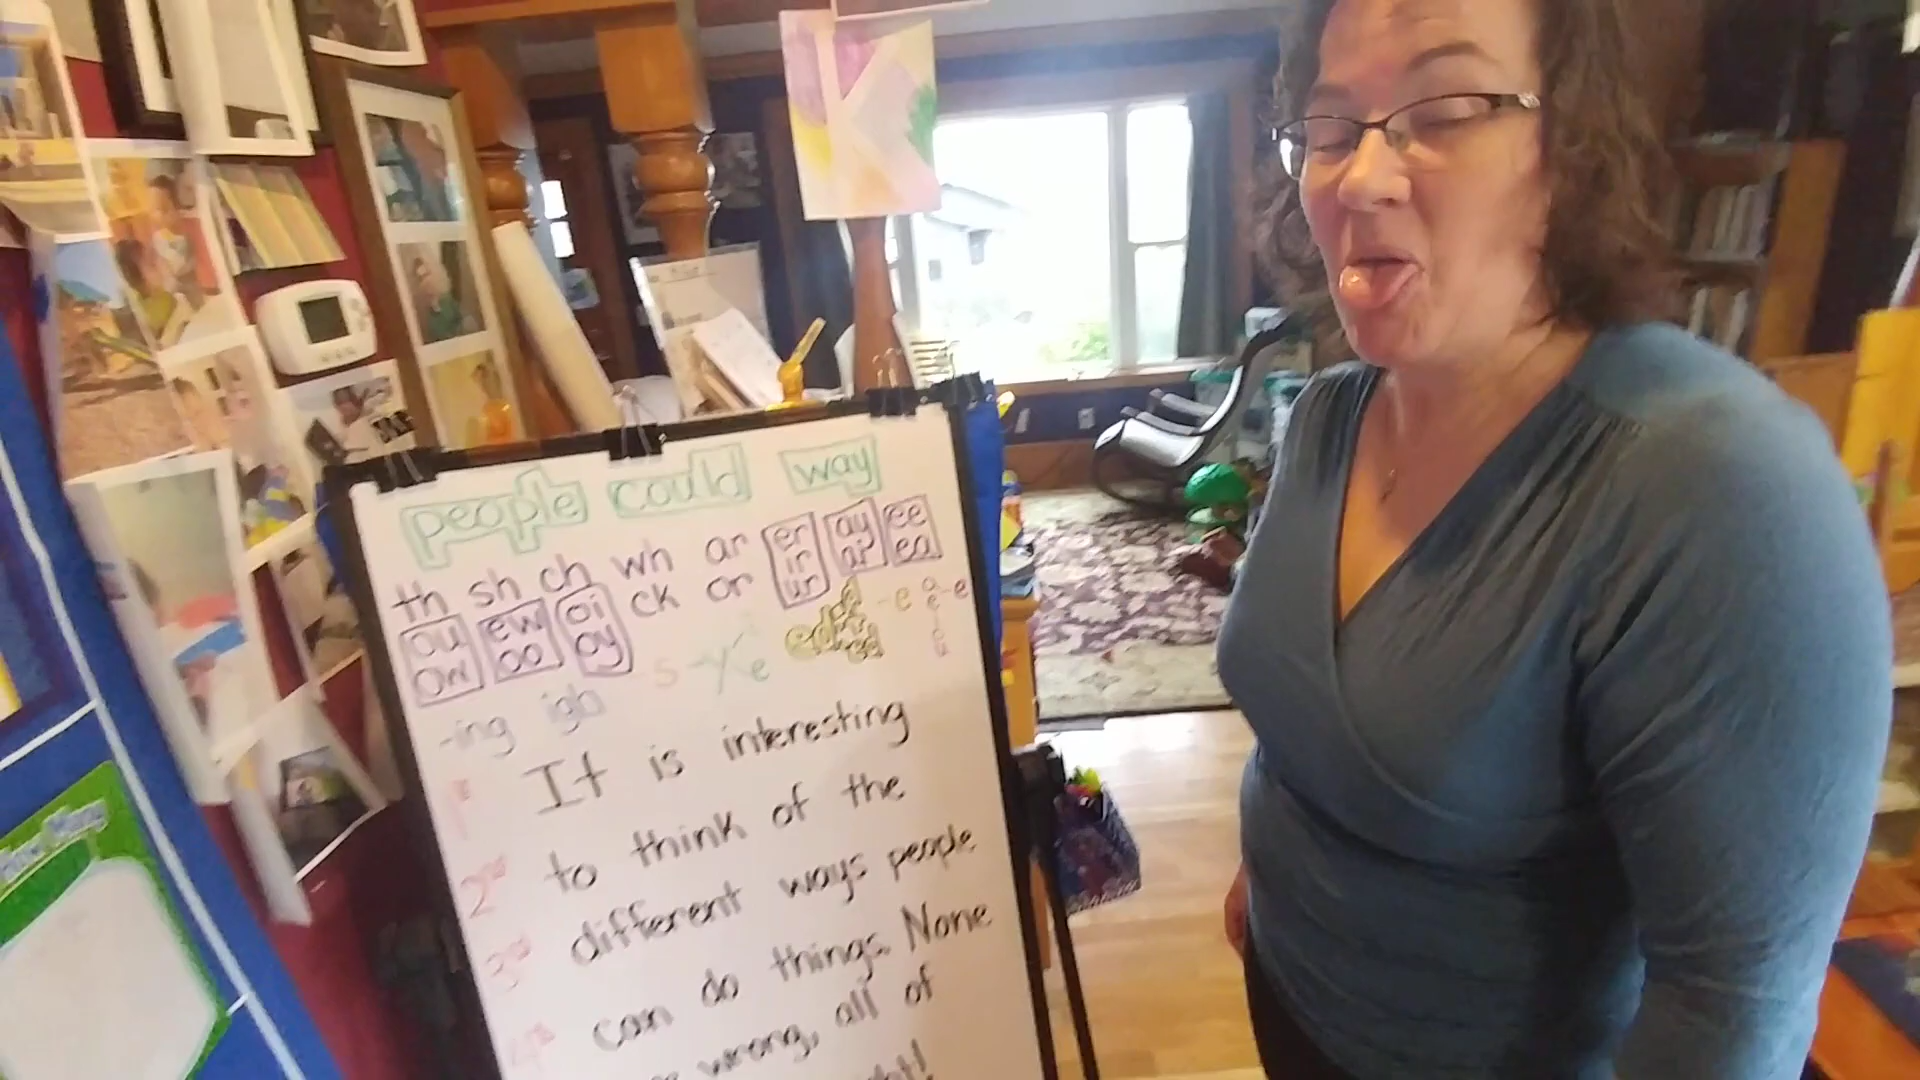 people could way
th sh ch wh ar er ay ee
ir ai ea
ur
ou ew oi ck or
ow oo oy
s -y e ed -e
-ing igh
1st It is interesting
2nd to think of the
3rd different ways people
4th can do things. None
wrong, all of
K